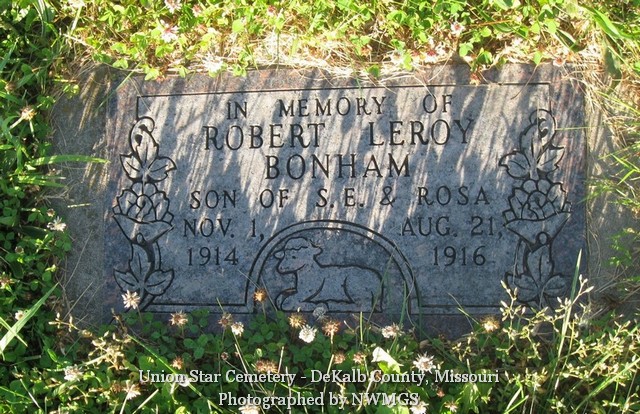 IN MEMORY OF
ROBERT LEROY
BONHAM
SON OF S.E. & ROSA
NOV. 1, AUG. 21,
1914 1916
Union Star Cemetery - DeKalb County, Missouri
Photographed by NWMGS